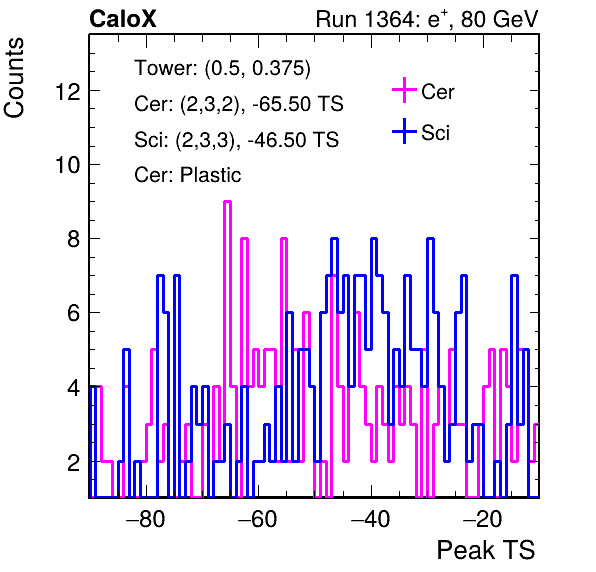 CaloX Run 1364: e⁺, 80 GeV
Tower: (0.5, 0.375)
Cer: (2,3,2), -65.50 TS
Sci: (2,3,3), -46.50 TS
Cer: Plastic
Cer
Sci
Counts
12
10
8
6
4
2
−80 −60 −40 −20
Peak TS